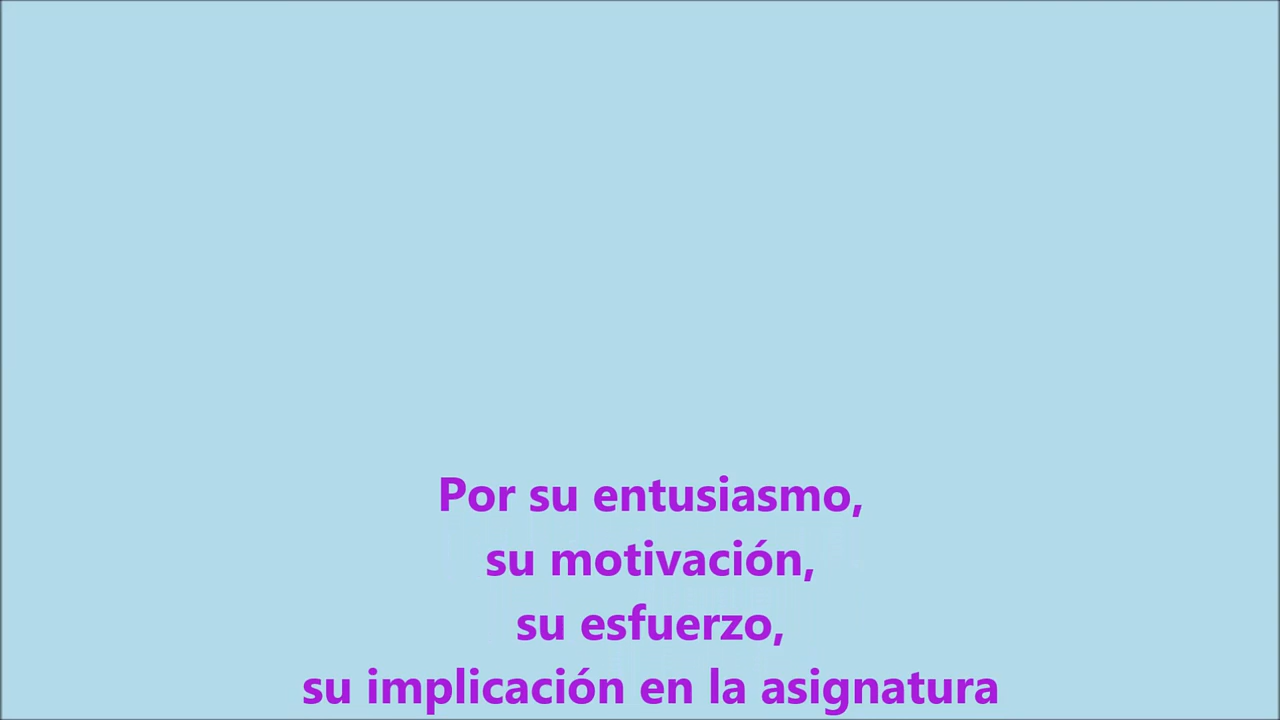 Por su entusiasmo,
su motivación,
su esfuerzo,
su implicación en la asignatura